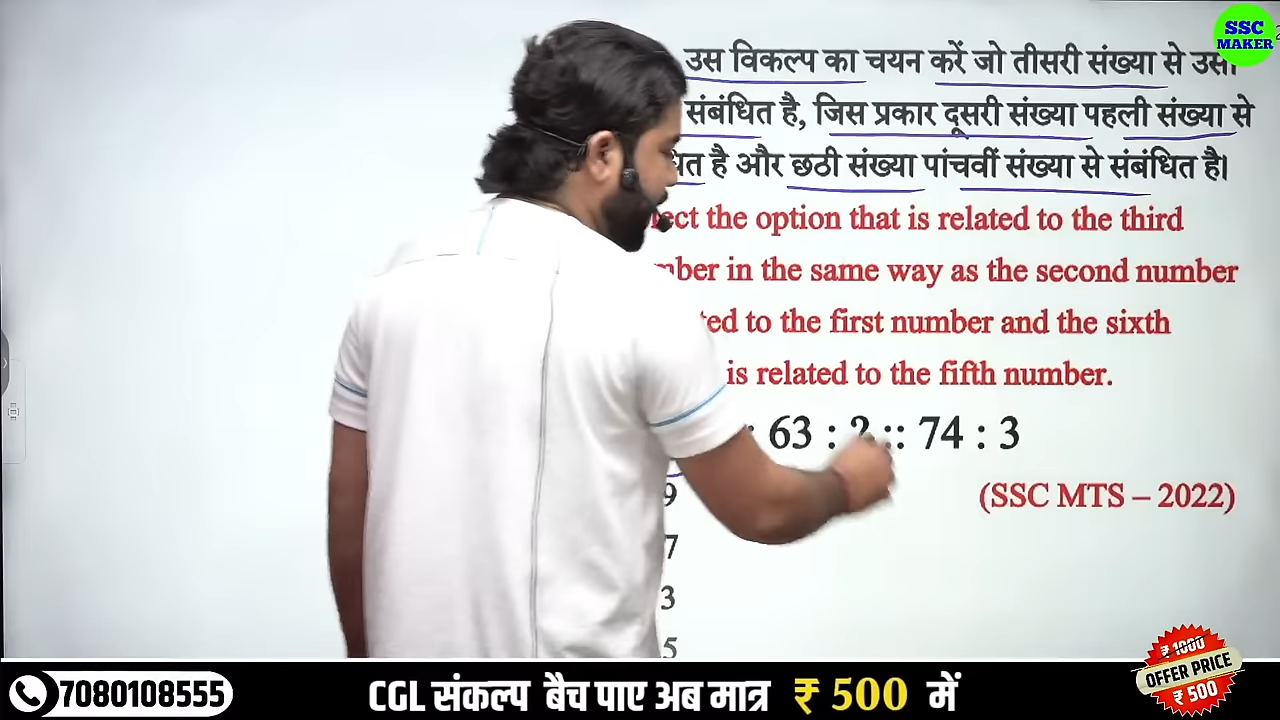 SSC
MAKER
उस विकल्प का चयन करें जो तीसरी संख्या से उसी
संबंधित है, जिस प्रकार दूसरी संख्या पहली संख्या से
है और छठी संख्या पांचवीं संख्या से संबंधित है।
the option that is related to the third
in the same way as the second number
to the first number and the sixth
is related to the fifth number.
: 63 : ? :: 74 : 3
(SSC MTS – 2022)
9
7
3
5
₹ 1000
OFFER PRICE
₹ 500
7080108555
CGL संकल्प बैच पाए अब मात्र ₹ 500 में